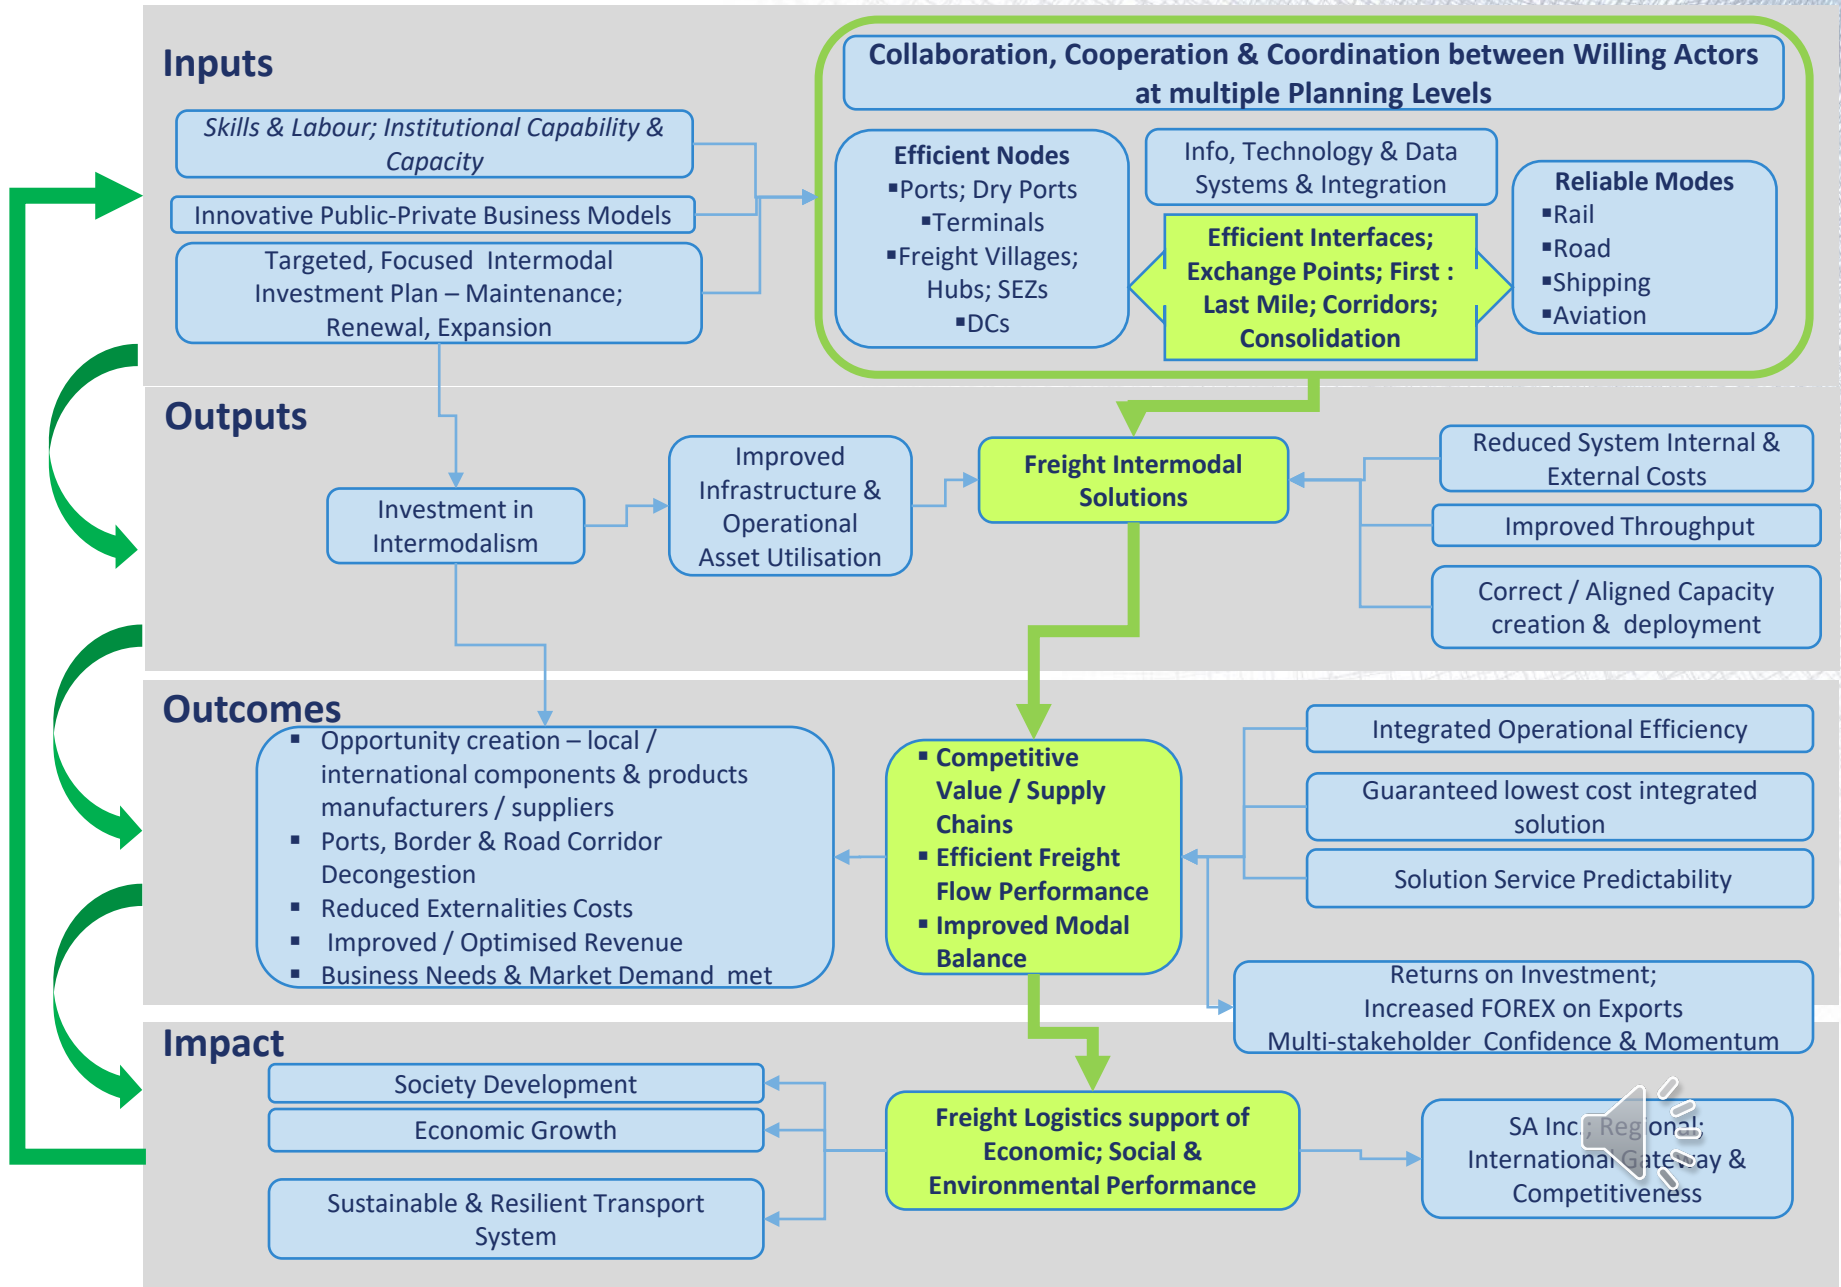 Inputs
Collaboration, Cooperation & Coordination between Willing Actors
at multiple Planning Levels
Skills & Labour; Institutional Capability &
Capacity
Innovative Public-Private Business Models
Targeted, Focused Intermodal
Investment Plan – Maintenance;
Renewal, Expansion
Efficient Nodes
▪Ports; Dry Ports
▪Terminals
▪Freight Villages;
Hubs; SEZs
▪DCs
Info, Technology & Data
Systems & Integration
Efficient Interfaces;
Exchange Points; First :
Last Mile; Corridors;
Consolidation
Reliable Modes
▪Rail
▪Road
▪Shipping
▪Aviation
Outputs
Investment in
Intermodalism
Improved
Infrastructure &
Operational
Asset Utilisation
Freight Intermodal
Solutions
Reduced System Internal &
External Costs
Improved Throughput
Correct / Aligned Capacity
creation & deployment
Outcomes
▪ Opportunity creation – local /
international components & products
manufacturers / suppliers
▪ Ports, Border & Road Corridor
Decongestion
▪ Reduced Externalities Costs
▪ Improved / Optimised Revenue
▪ Business Needs & Market Demand met
▪ Competitive
Value / Supply
Chains
▪ Efficient Freight
Flow Performance
▪ Improved Modal
Balance
Integrated Operational Efficiency
Guaranteed lowest cost integrated
solution
Solution Service Predictability
Returns on Investment;
Increased FOREX on Exports
Multi-stakeholder Confidence & Momentum
Impact
Society Development
Economic Growth
Sustainable & Resilient Transport
System
Freight Logistics support of
Economic; Social &
Environmental Performance
SA Inc.; Regional;
International Gateway &
Competitiveness